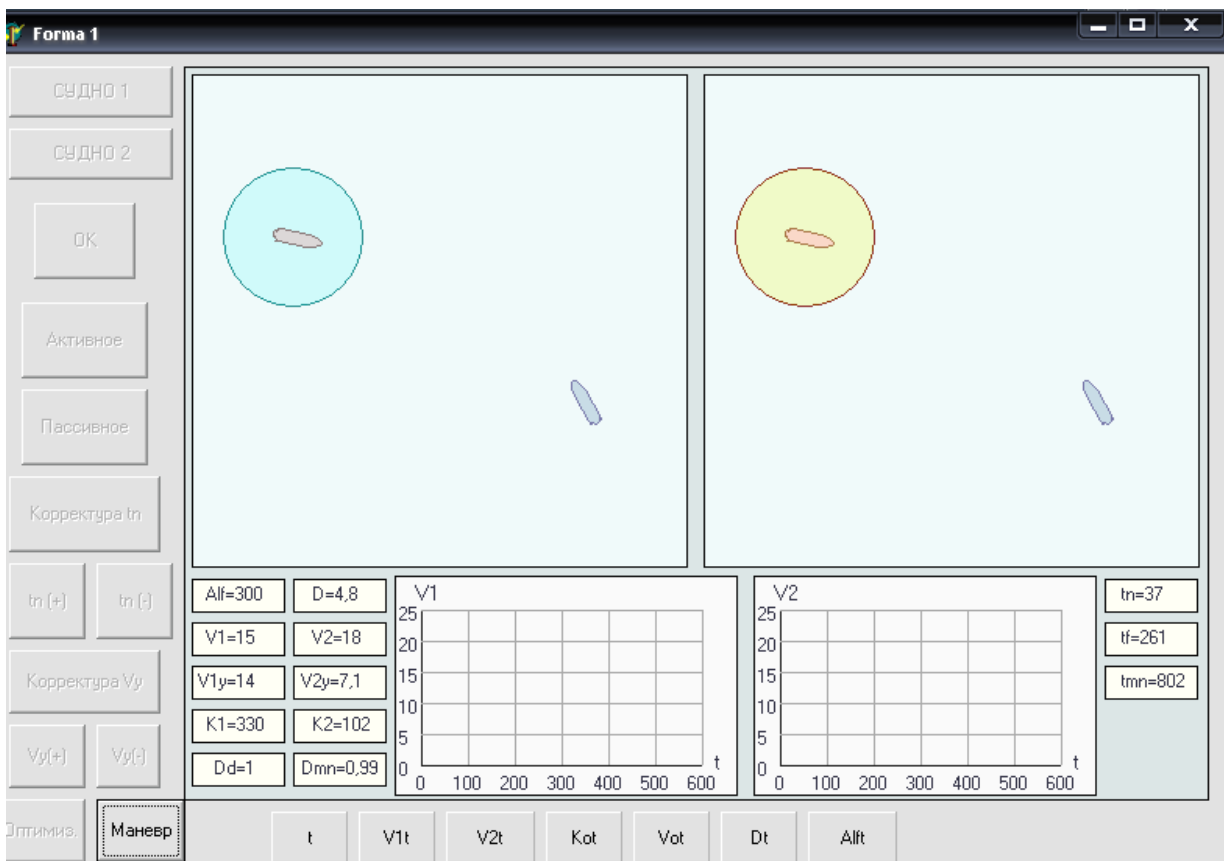 Forma 1
СУДНО 1
СУДНО 2
OK
Активное
Пассивное
Корректура tn
tn (+) tn (-)
Корректура Vy
Vy(+) Vy(-)
Оптимиз. Маневр
Alf=300 D=4,8
V1=15 V2=18
V1y=14 V2y=7,1
K1=330 K2=102
Dd=1 Dmn=0,99
V1
25
20
15
10
5
0
0 100 200 300 400 500 600
t
V2
25
20
15
10
5
0
0 100 200 300 400 500 600
t
tn=37
tf=261
tmn=802
t V1t V2t Kot Vot Dt Alft